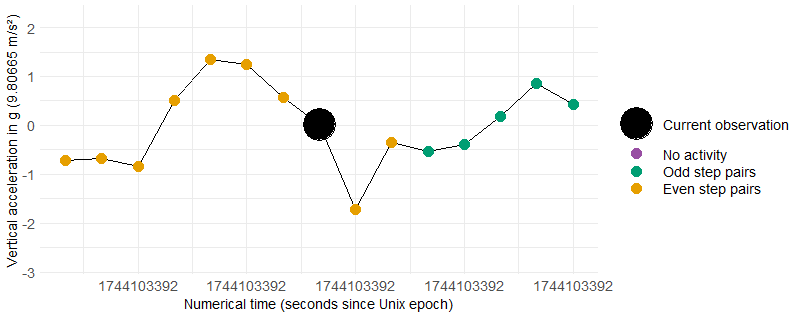 Vertical acceleration in g (9.80665 m/s²)
2
1
0
-1
-2
-3
1744103392 1744103392 1744103392 1744103392 1744103392
Numerical time (seconds since Unix epoch)
Current observation
No activity
Odd step pairs
Even step pairs